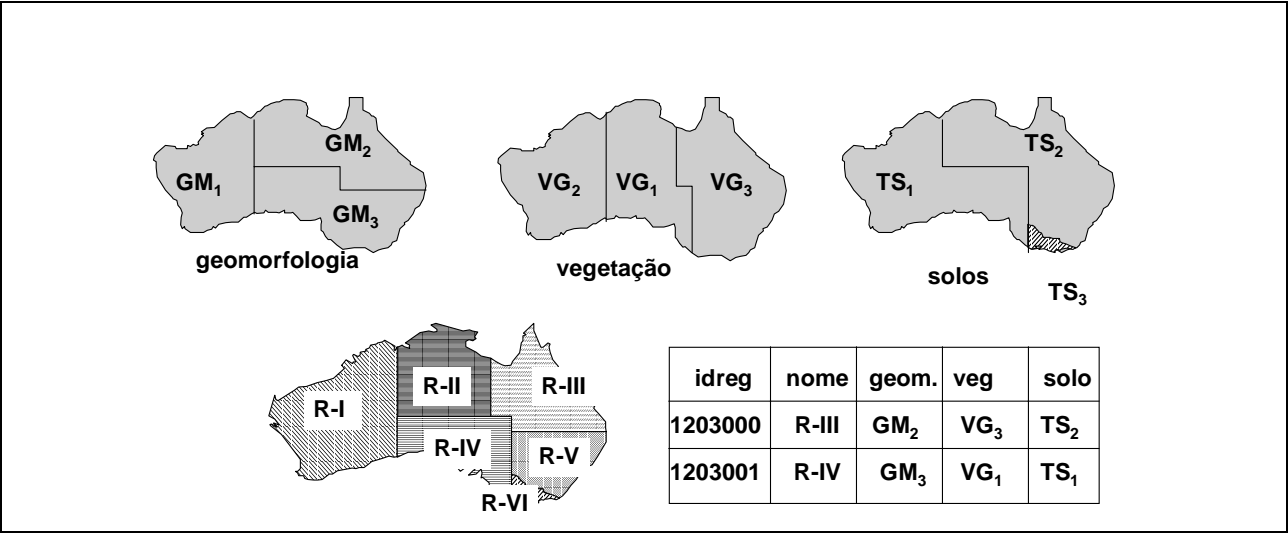 GM₁
GM₂
GM₃
geomorfologia
VG₂ VG₁ VG₃
vegetação
TS₁
TS₂
solos
TS₃
R-I
R-II
R-III
R-IV
R-V
R-VI
idreg nome geom. veg solo
1203000 R-III GM₂ VG₃ TS₂
1203001 R-IV GM₃ VG₁ TS₁